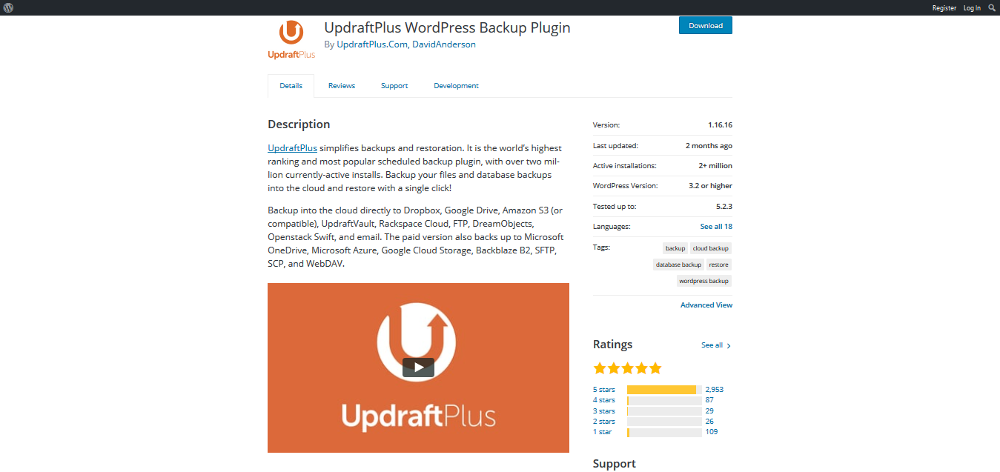 Register Log In
UpdraftPlus WordPress Backup Plugin
By UpdraftPlus.Com, DavidAnderson
Download
UpdraftPlus
Details
Reviews
Support
Development
Description
UpdraftPlus simplifies backups and restoration. It is the world’s highest
ranking and most popular scheduled backup plugin, with over two mil-
lion currently-active installs. Backup your files and database backups
into the cloud and restore with a single click!
Backup into the cloud directly to Dropbox, Google Drive, Amazon S3 (or
compatible), UpdraftVault, Rackspace Cloud, FTP, DreamObjects,
Openstack Swift, and email. The paid version also backs up to Microsoft
OneDrive, Microsoft Azure, Google Cloud Storage, Backblaze B2, SFTP,
SCP, and WebDAV.
UpdraftPlus
Version: 1.16.16
Last updated: 2 months ago
Active installations: 2+ million
WordPress Version: 3.2 or higher
Tested up to: 5.2.3
Languages: See all 18
Tags: backup cloud backup
database backup restore
wordpress backup
Advanced View
Ratings See all
5 stars 2,953
4 stars 87
3 stars 29
2 stars 26
1 star 109
Support